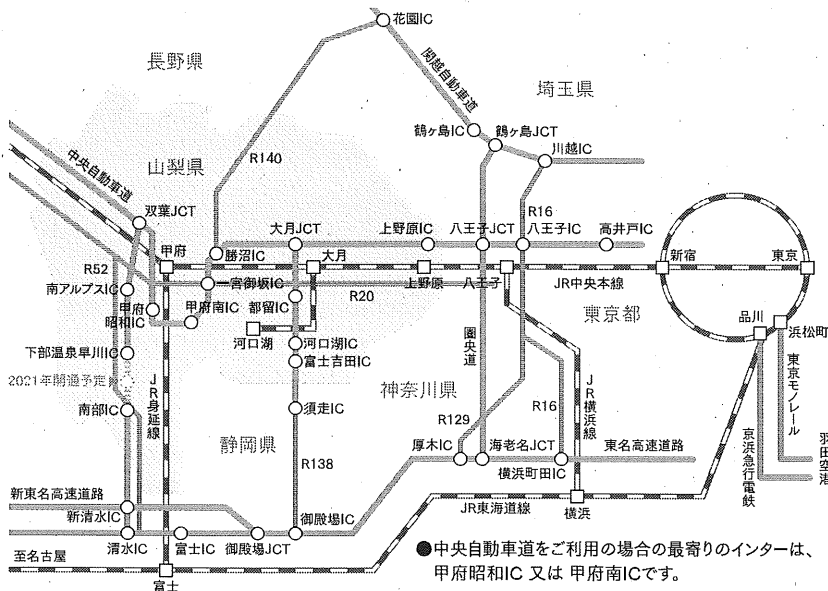 花園IC
長野県
関越自動車道
埼玉県
鶴ヶ島IC
鶴ヶ島JCT
川越IC
中央自動車道
山梨県
R140
R16
双葉JCT
大月JCT
上野原IC
八王子JCT
八王子IC
高井戸IC
甲府
勝沼IC
大月
新宿
東京
R52
南アルプスIC
一宮御坂IC
上野原
八王子
JR中央本線
R20
甲府
昭和IC
甲府南IC
都留IC
東京都
品川
浜松町
河口湖
河口湖IC
富士吉田IC
圏央道
下部温泉早川IC
2021年開通予定
JR身延線
神奈川県
JR横浜線
東京モノレール
南部IC
須走IC
R129
R16
静岡県
厚木IC
海老名JCT
東名高速道路
京浜急行電鉄
羽田空港
R138
横浜町田IC
新東名高速道路
新清水IC
御殿場IC
JR東海道線
横浜
清水IC
富士IC
御殿場JCT
至名古屋
富士
●中央自動車道をご利用の場合の最寄りのインターは、
甲府昭和IC 又は 甲府南ICです。